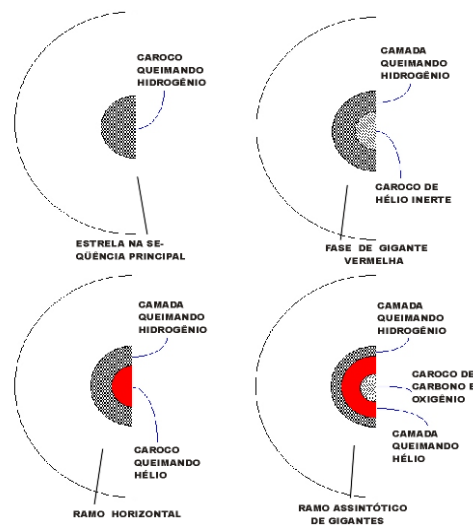 CAROCO
QUEIMANDO
HIDROGÊNIO
ESTRELA NA SE-
QÜÊNCIA PRINCIPAL
CAMADA
QUEIMANDO
HIDROGÊNIO
CAROCO DE
HÉLIO INERTE
FASE DE GIGANTE
VERMELHA
CAMADA
QUEIMANDO
HIDROGÊNIO
CAROCO
QUEIMANDO
HÉLIO
RAMO HORIZONTAL
CAMADA
QUEIMANDO
HIDROGÊNIO
CAROCO DE
CARBONO E
OXIGÊNIO
CAMADA
QUEIMANDO
HÉLIO
RAMO ASSINTÓTICO
DE GIGANTES